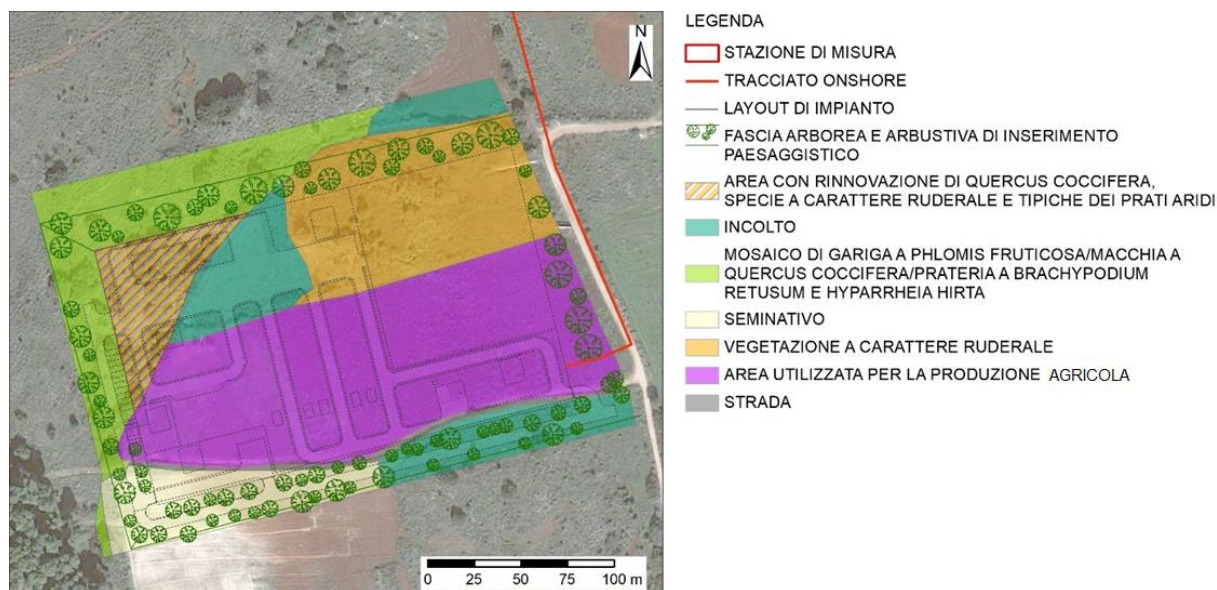 N
0 25 50 75 100 m
LEGENDA
STAZIONE DI MISURA
TRACCIATO ONSHORE
LAYOUT DI IMPIANTO
FASCIA ARBOREA E ARBUSTIVA DI INSERIMENTO
PAESAGGISTICO
AREA CON RINNOVAZIONE DI QUERCUS COCCIFERA,
SPECIE A CARATTERE RUDERALE E TIPICHE DEI PRATI ARIDI
INCOLTO
MOSAICO DI GARIGA A PHLOMIS FRUTICOSA/MACCHIA A
QUERCUS COCCIFERA/PRATERIA A BRACHYPODIUM
RETUSUM E HYPARRHEIA HIRTA
SEMINATIVO
VEGETAZIONE A CARATTERE RUDERALE
AREA UTILIZZATA PER LA PRODUZIONE AGRICOLA
STRADA